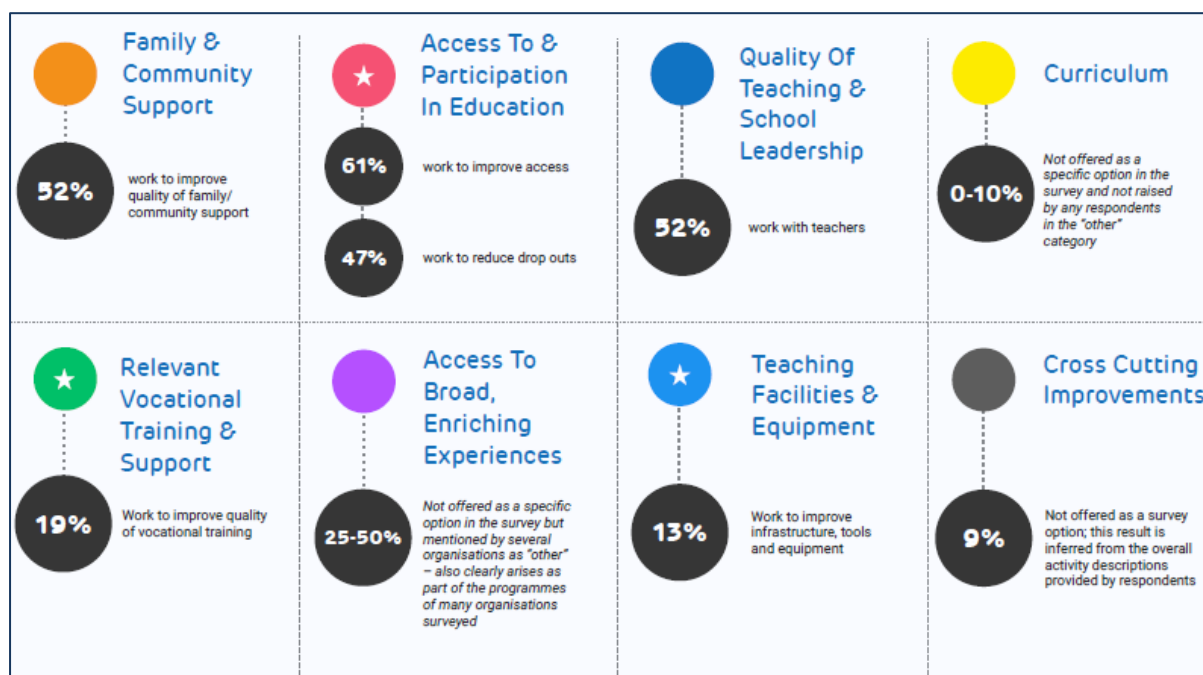 Family &
Community
Support
52%
work to improve
quality of family/
community support
Access To &
Participation
In Education
61%
work to improve access
47%
work to reduce drop outs
Quality Of
Teaching &
School
Leadership
52%
work with teachers
Curriculum
0-10%
Not offered as a
specific option in the
survey and not raised
by any respondents
in the “other”
category
Relevant
Vocational
Training &
Support
19%
Work to improve quality
of vocational training
Access To
Broad,
Enriching
Experiences
25-50%
Not offered as a specific
option in the survey but
mentioned by several
organisations as “other”
– also clearly arises as
part of the programmes
of many organisations
surveyed
Teaching
Facilities &
Equipment
13%
Work to improve
infrastructure, tools
and equipment
Cross Cutting
Improvements
9%
Not offered as a survey
option; this result is
inferred from the overall
activity descriptions
provided by respondents